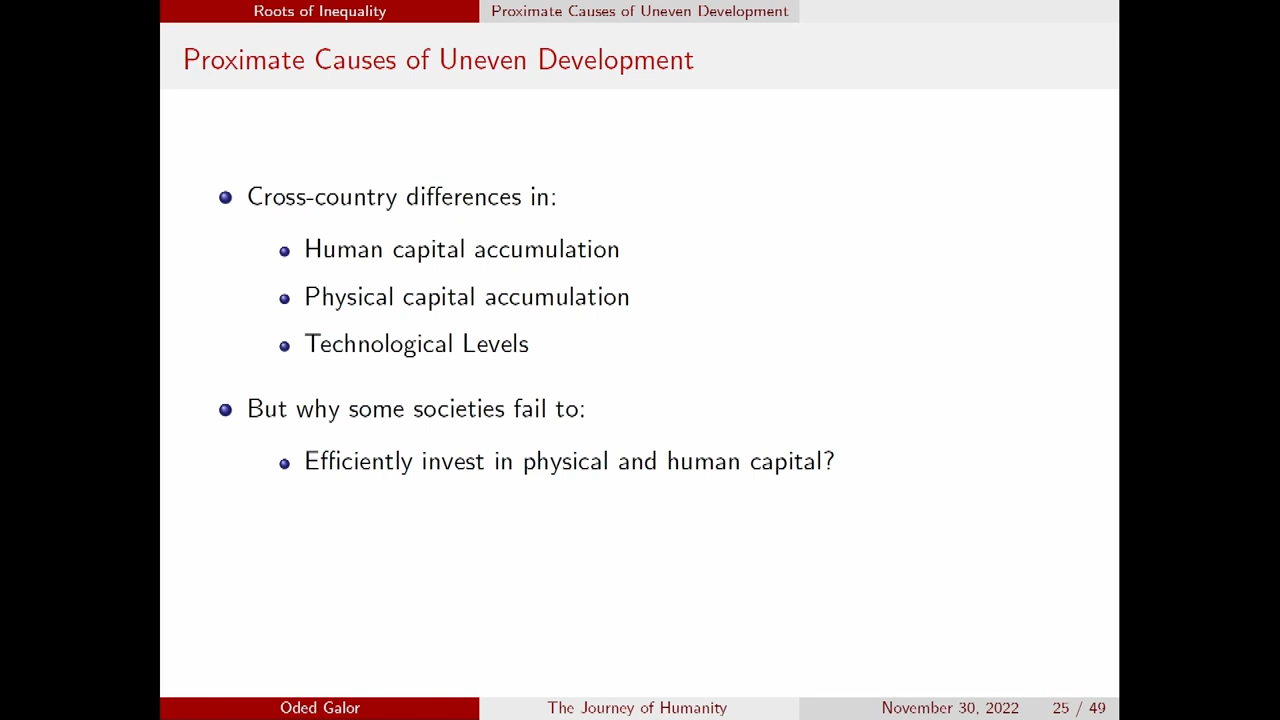 Roots of Inequality Proximate Causes of Uneven Development
Proximate Causes of Uneven Development
Cross-country differences in:
Human capital accumulation
Physical capital accumulation
Technological Levels
But why some societies fail to:
Efficiently invest in physical and human capital?
Oded Galor The Journey of Humanity November 30, 2022 25 / 49